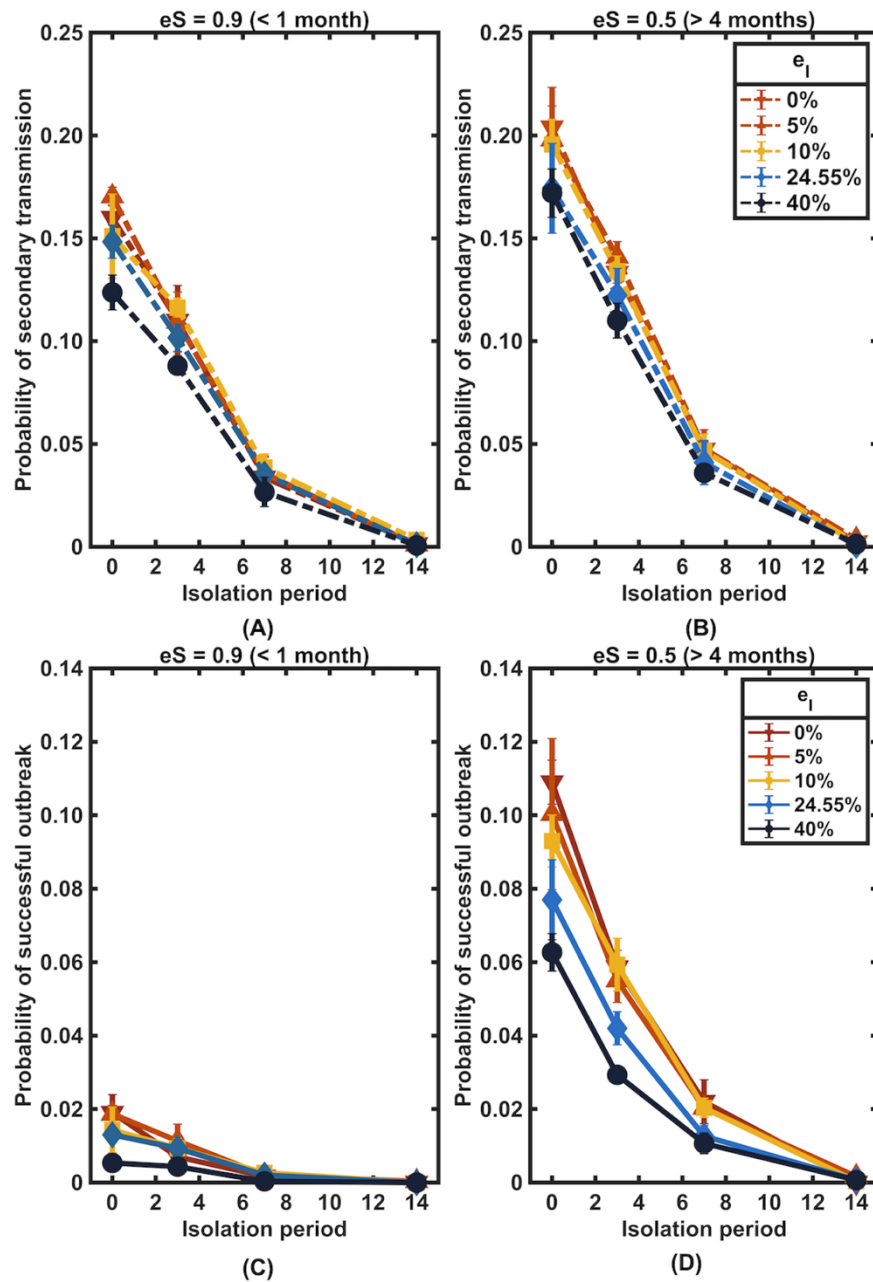 eS = 0.9 (< 1 month)
eS = 0.5 (> 4 months)
0.25
0.20
0.15
0.10
0.05
0
Probability of secondary transmission
0 2 4 6 8 10 12 14
Isolation period
(A)
0.25
0.20
0.15
0.10
0.05
0
Probability of secondary transmission
e_I
0%
5%
10%
24.55%
40%
0 2 4 6 8 10 12 14
Isolation period
(B)
eS = 0.9 (< 1 month)
eS = 0.5 (> 4 months)
0.14
0.12
0.10
0.08
0.06
0.04
0.02
0.00
Probability of successful outbreak
0 2 4 6 8 10 12 14
Isolation period
(C)
0.14
0.12
0.10
0.08
0.06
0.04
0.02
0.00
Probability of successful outbreak
e_I
0%
5%
10%
24.55%
40%
0 2 4 6 8 10 12 14
Isolation period
(D)